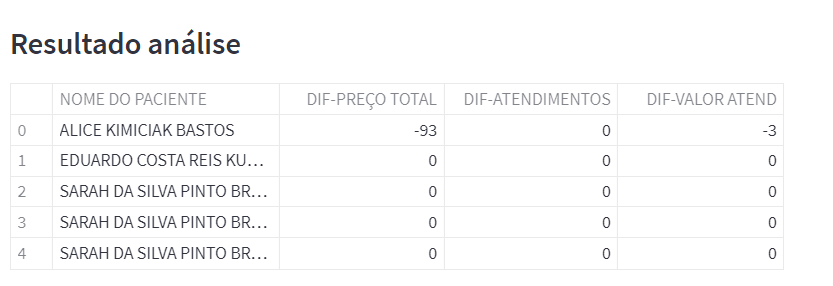 Resultado análise
NOME DO PACIENTE DIF-PREÇO TOTAL DIF-ATENDIMENTOS DIF-VALOR ATEND
0 ALICE KIMICIAK BASTOS -93 0 -3
1 EDUARDO COSTA REIS KU… 0 0 0
2 SARAH DA SILVA PINTO BR… 0 0 0
3 SARAH DA SILVA PINTO BR… 0 0 0
4 SARAH DA SILVA PINTO BR… 0 0 0